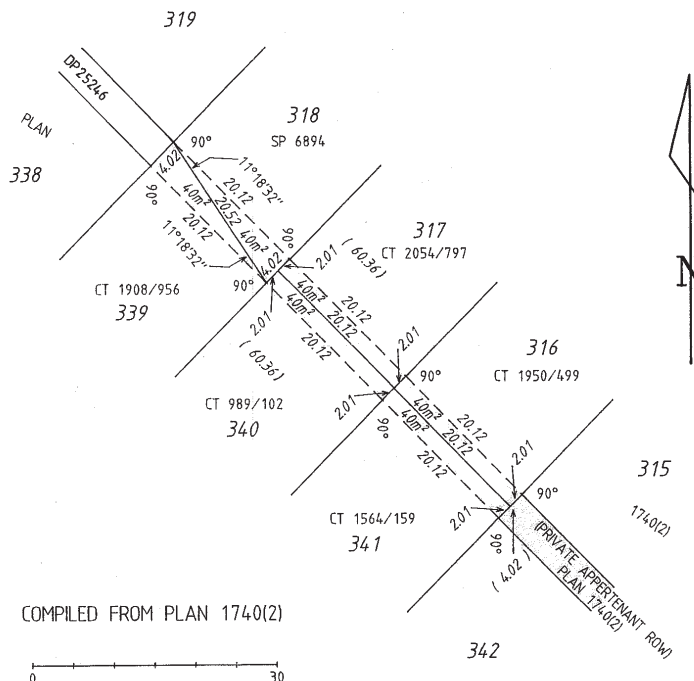 319
DP25246
PLAN
338
318
SP 6894
90°
4.02
11°18'32"
90°
20.12
40m²
20.52
40m²
20.12
11°18'32"
90°
4.02
90°
317
CT 2054/797
2.01
(60.36)
CT 1908/956
339
2.01
(60.36)
40m²
20.12
20.12
20.12
2.01
CT 989/102
340
316
CT 1950/499
90°
2.01
90°
40m²
20.12
40m²
20.12
20.12
2.01
CT 1564/159
341
315
1740(2)
90°
2.01
90°
(4.02)
(PRIVATE APPERTENANT ROW)
PLAN 1740(2)
342
N
COMPILED FROM PLAN 1740(2)
0
30